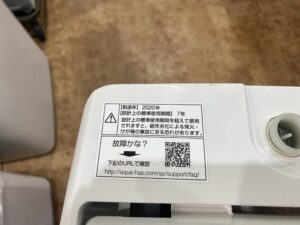 【製造年】2020年
【設計上の標準使用期間】 7年
設計上の標準使用期間を超えて使用
されますと、経年劣化による発火・
けが等の事故に至る恐れがあります。
故障かな？
下記のURLで確認
http://aqua-has.com/sp/support/faq/